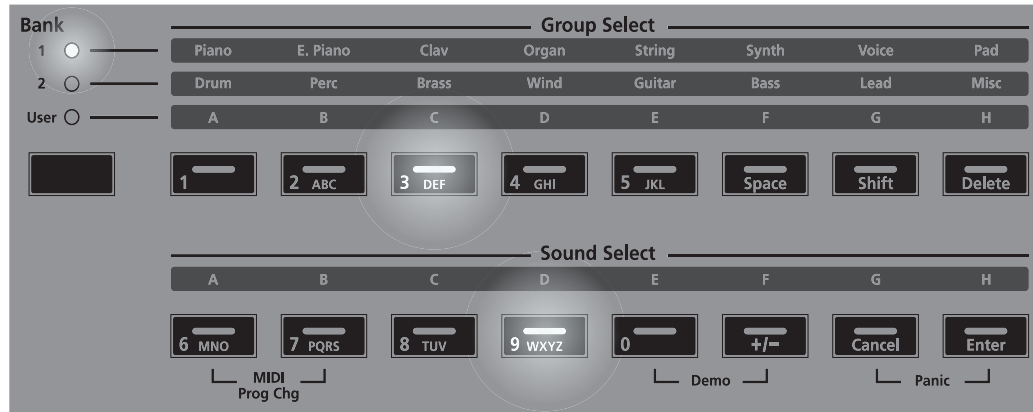 Bank
Group Select
1 Piano E. Piano Clav Organ String Synth Voice Pad
2 Drum Perc Brass Wind Guitar Bass Lead Misc
User A B C D E F G H
1 2 ABC 3 DEF 4 GHI 5 JKL Space Shift Delete
Sound Select
A B C D E F G H
6 MNO 7 PQRS 8 TUV 9 WXYZ 0 +/− Cancel Enter
MIDI Demo Panic
Prog Chg